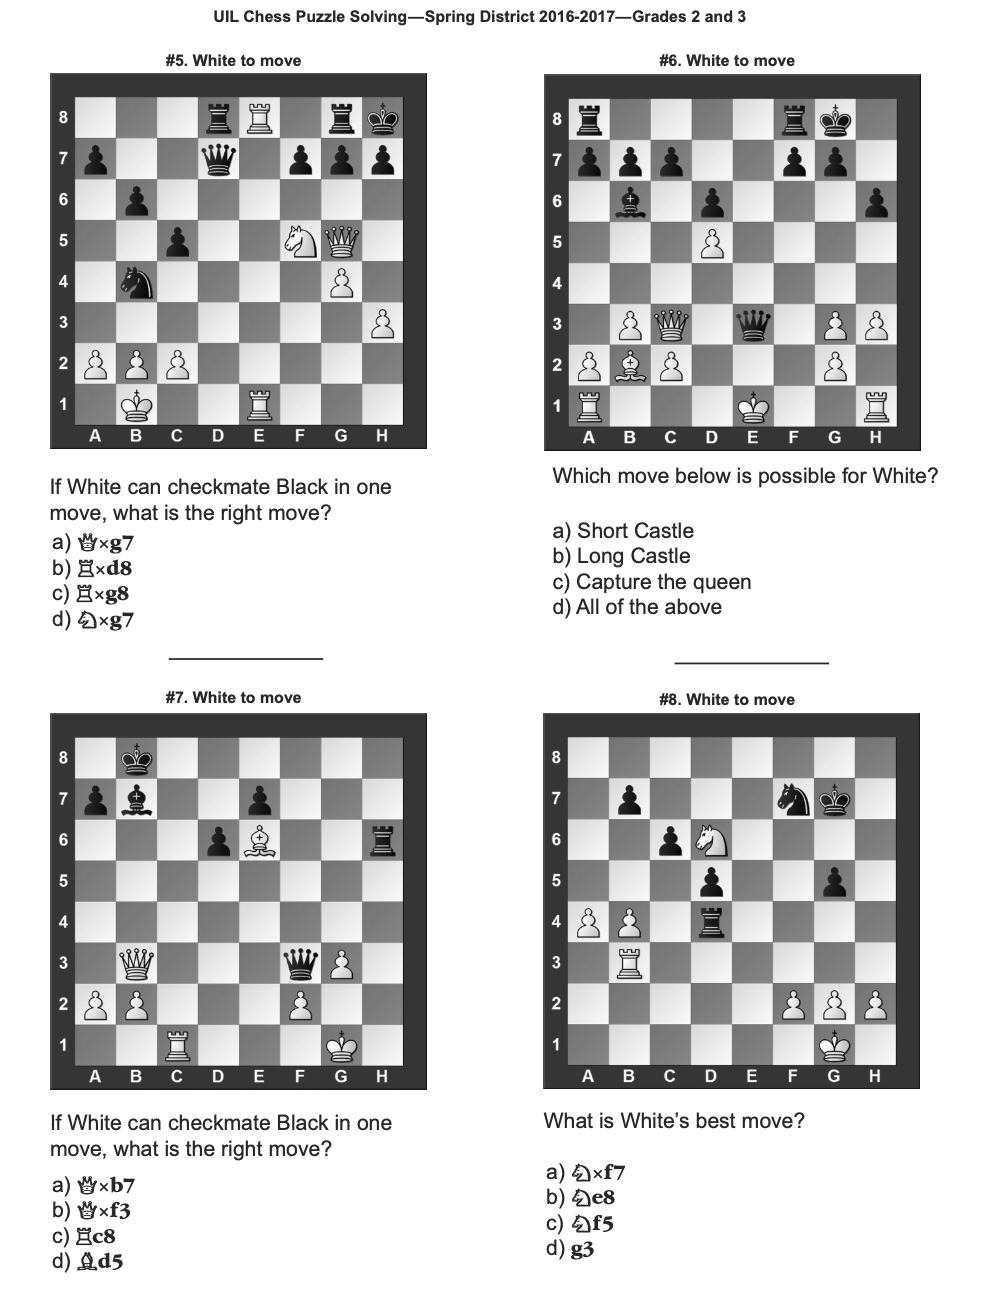 UIL Chess Puzzle Solving—Spring District 2016-2017—Grades 2 and 3
#5. White to move
8
7
6
5
4
3
2
1
A B C D E F G H
If White can checkmate Black in one
move, what is the right move?
a) ♕×g7
b) ♖×d8
c) ♖×g8
d) ♘×g7
#6. White to move
8
7
6
5
4
3
2
1
A B C D E F G H
Which move below is possible for White?
a) Short Castle
b) Long Castle
c) Capture the queen
d) All of the above
#7. White to move
8
7
6
5
4
3
2
1
A B C D E F G H
If White can checkmate Black in one
move, what is the right move?
a) ♕×b7
b) ♕×f3
c) ♖c8
d) ♗d5
#8. White to move
8
7
6
5
4
3
2
1
A B C D E F G H
What is White’s best move?
a) ♘×f7
b) ♘e8
c) ♘f5
d) g3